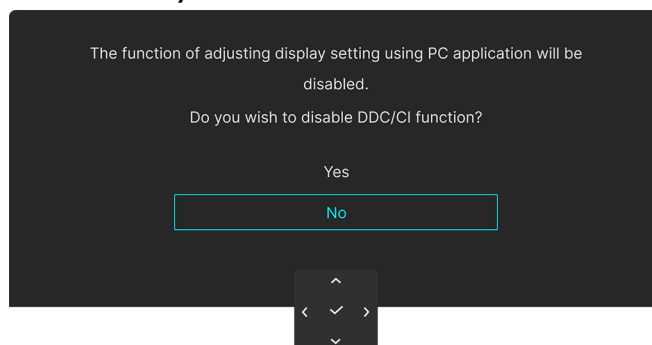 The function of adjusting display setting using PC application will be
disabled.
Do you wish to disable DDC/CI function?
Yes
No